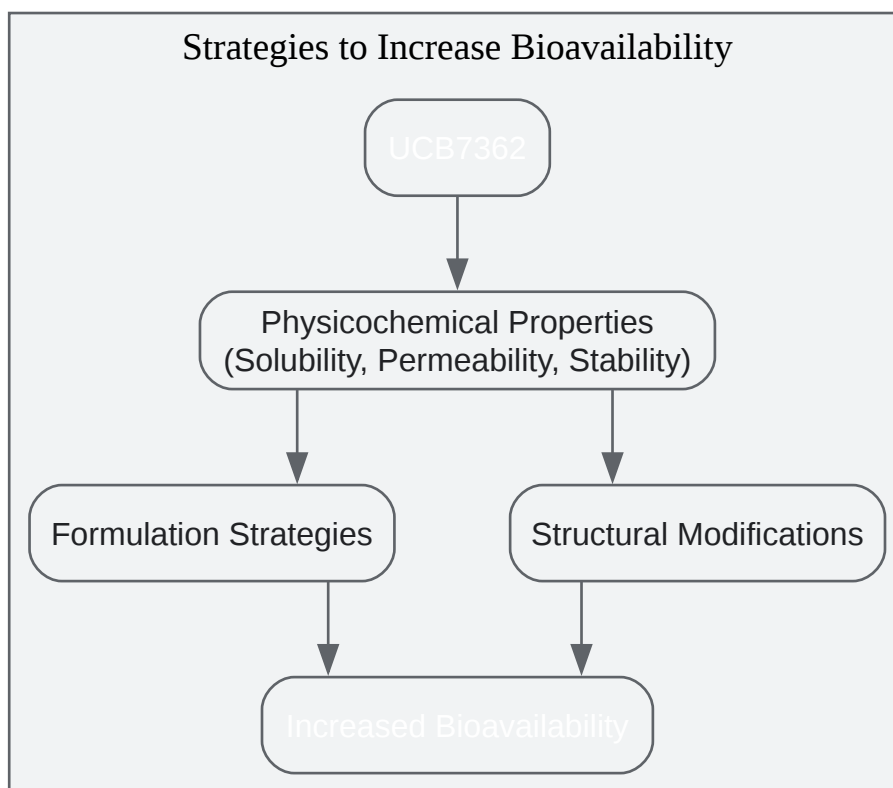 Strategies to Increase Bioavailability
UCB7362
Physicochemical Properties
(Solubility, Permeability, Stability)
Formulation Strategies
Structural Modifications
Increased Bioavailability